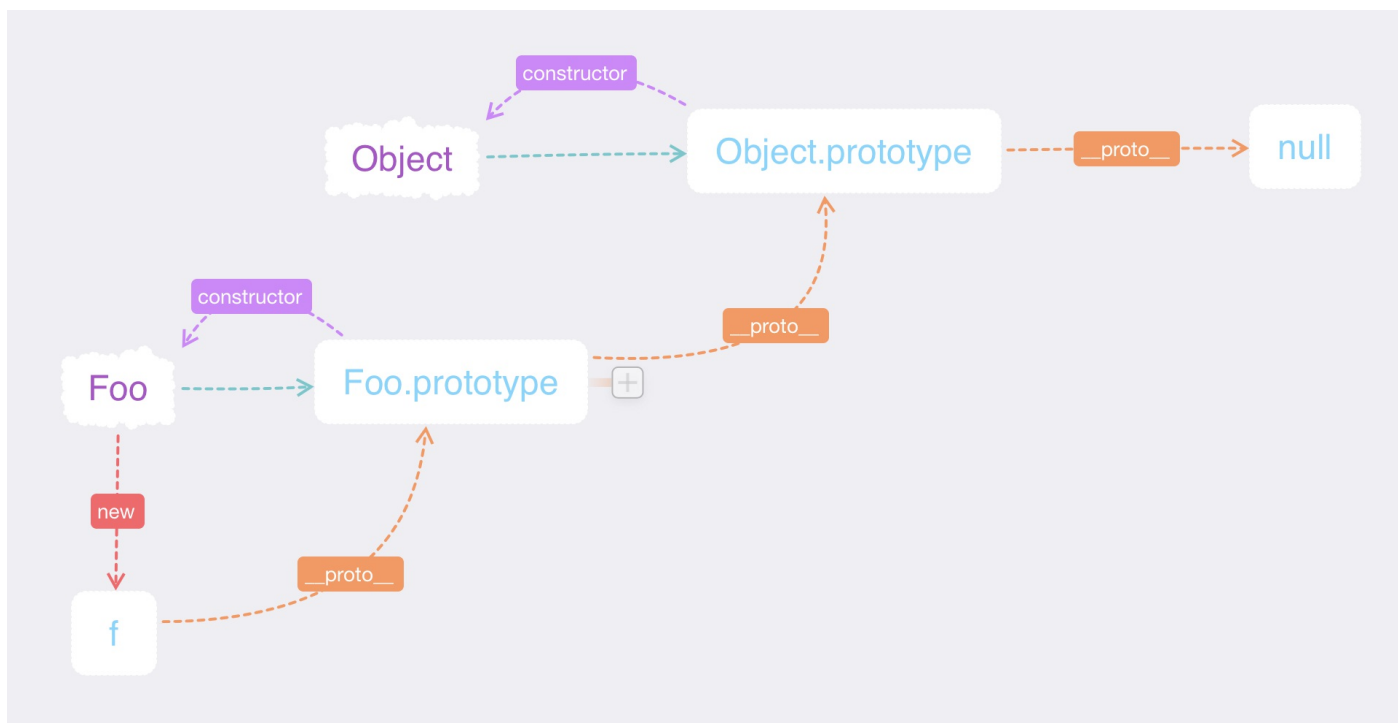 constructor
Object
Object.prototype
__proto__
null
constructor
__proto__
Foo
Foo.prototype
new
__proto__
f